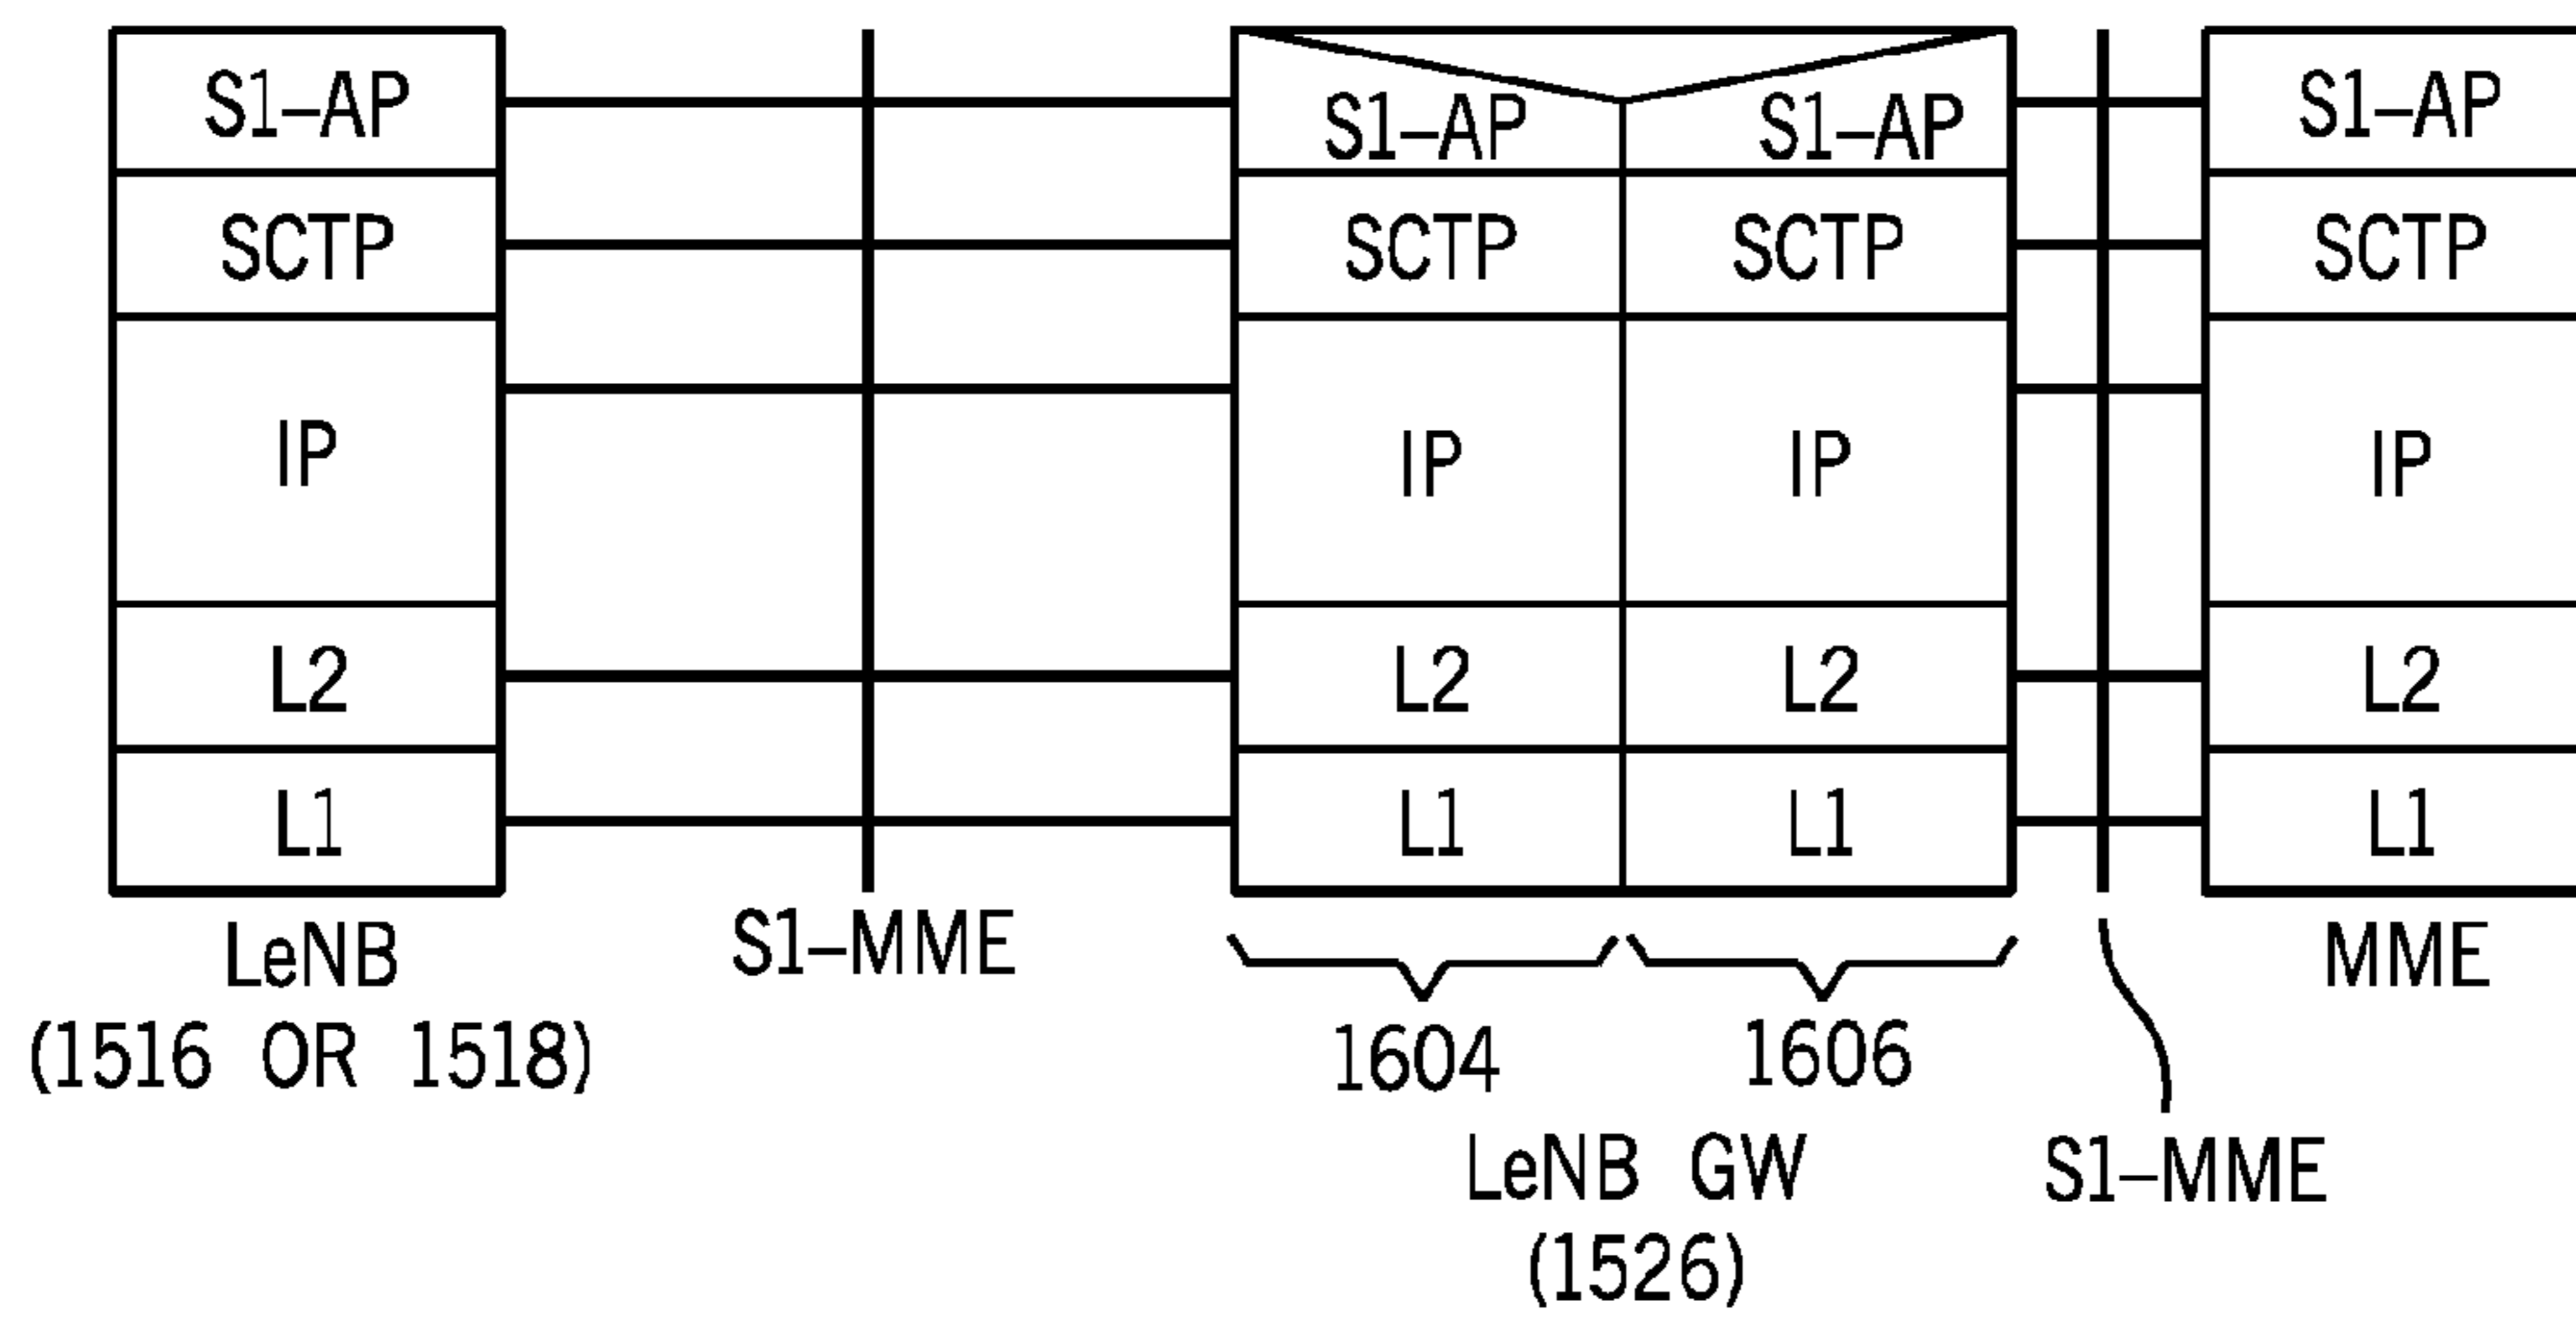 S1–AP
SCTP
IP
L2
L1
LeNB
(1516 OR 1518)
S1–MME
S1–AP S1–AP
SCTP SCTP
IP IP
L2 L2
L1 L1
1604 1606
LeNB GW
(1526)
S1–MME
S1–AP
SCTP
IP
L2
L1
MME